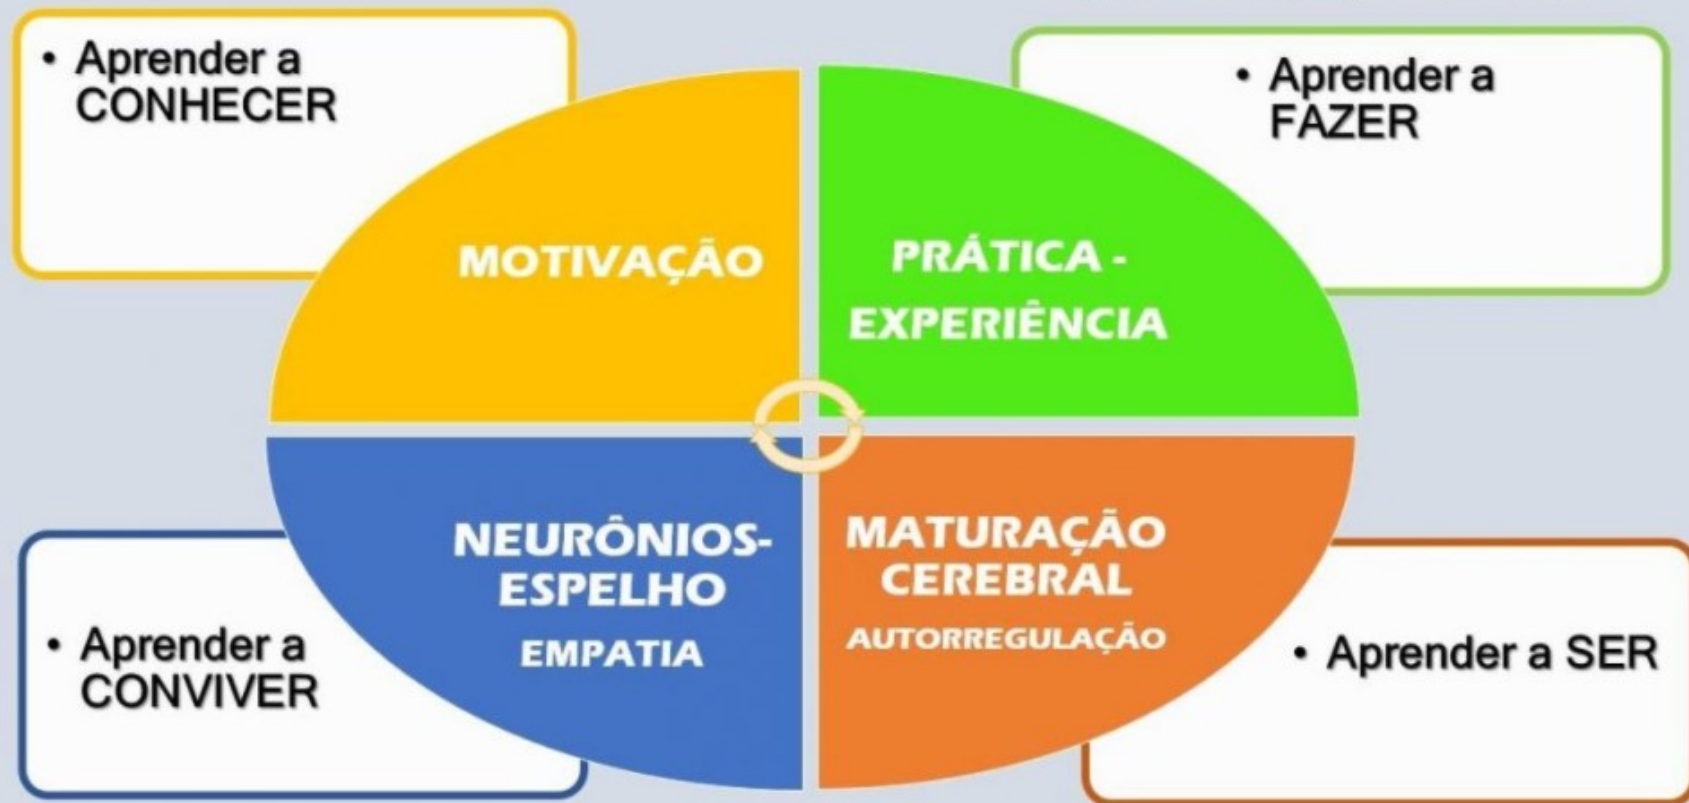 • Aprender a
CONHECER
• Aprender a
FAZER
MOTIVAÇÃO
PRÁTICA -
EXPERIÊNCIA
NEURÔNIOS-
ESPELHO
EMPATIA
MATURAÇÃO
CEREBRAL
AUTORREGULAÇÃO
• Aprender a
CONVIVER
• Aprender a SER